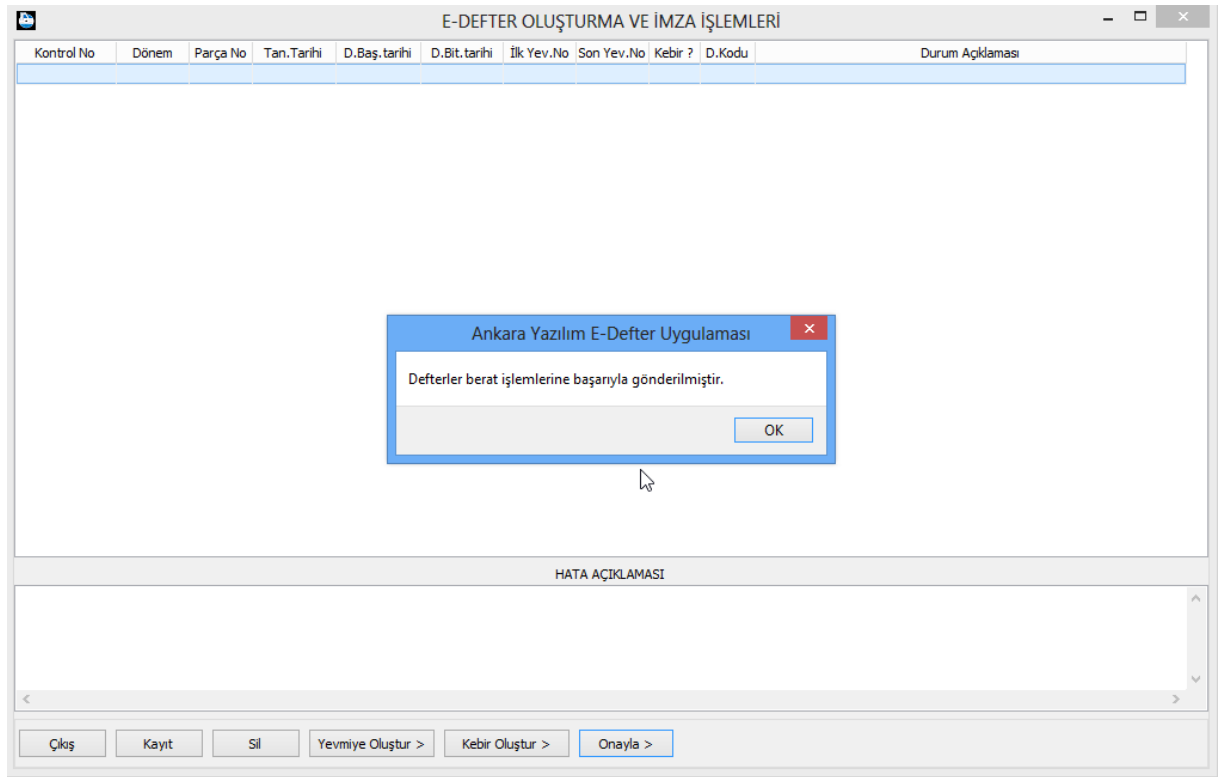 E-DEFTER OLUŞTURMA VE İMZA İŞLEMLERİ
Kontrol No Dönem Parça No Tan.Tarihi D.Baş.tarihi D.Bit.tarihi İlk Yev.No Son Yev.No Kebir ? D.Kodu Durum Açıklaması
Ankara Yazılım E-Defter Uygulaması
Defterler berat işlemlerine başarıyla gönderilmiştir.
OK
HATA AÇIKLAMASI
Çıkış Kayıt Sil Yevmiye Oluştur > Kebir Oluştur > Onayla >